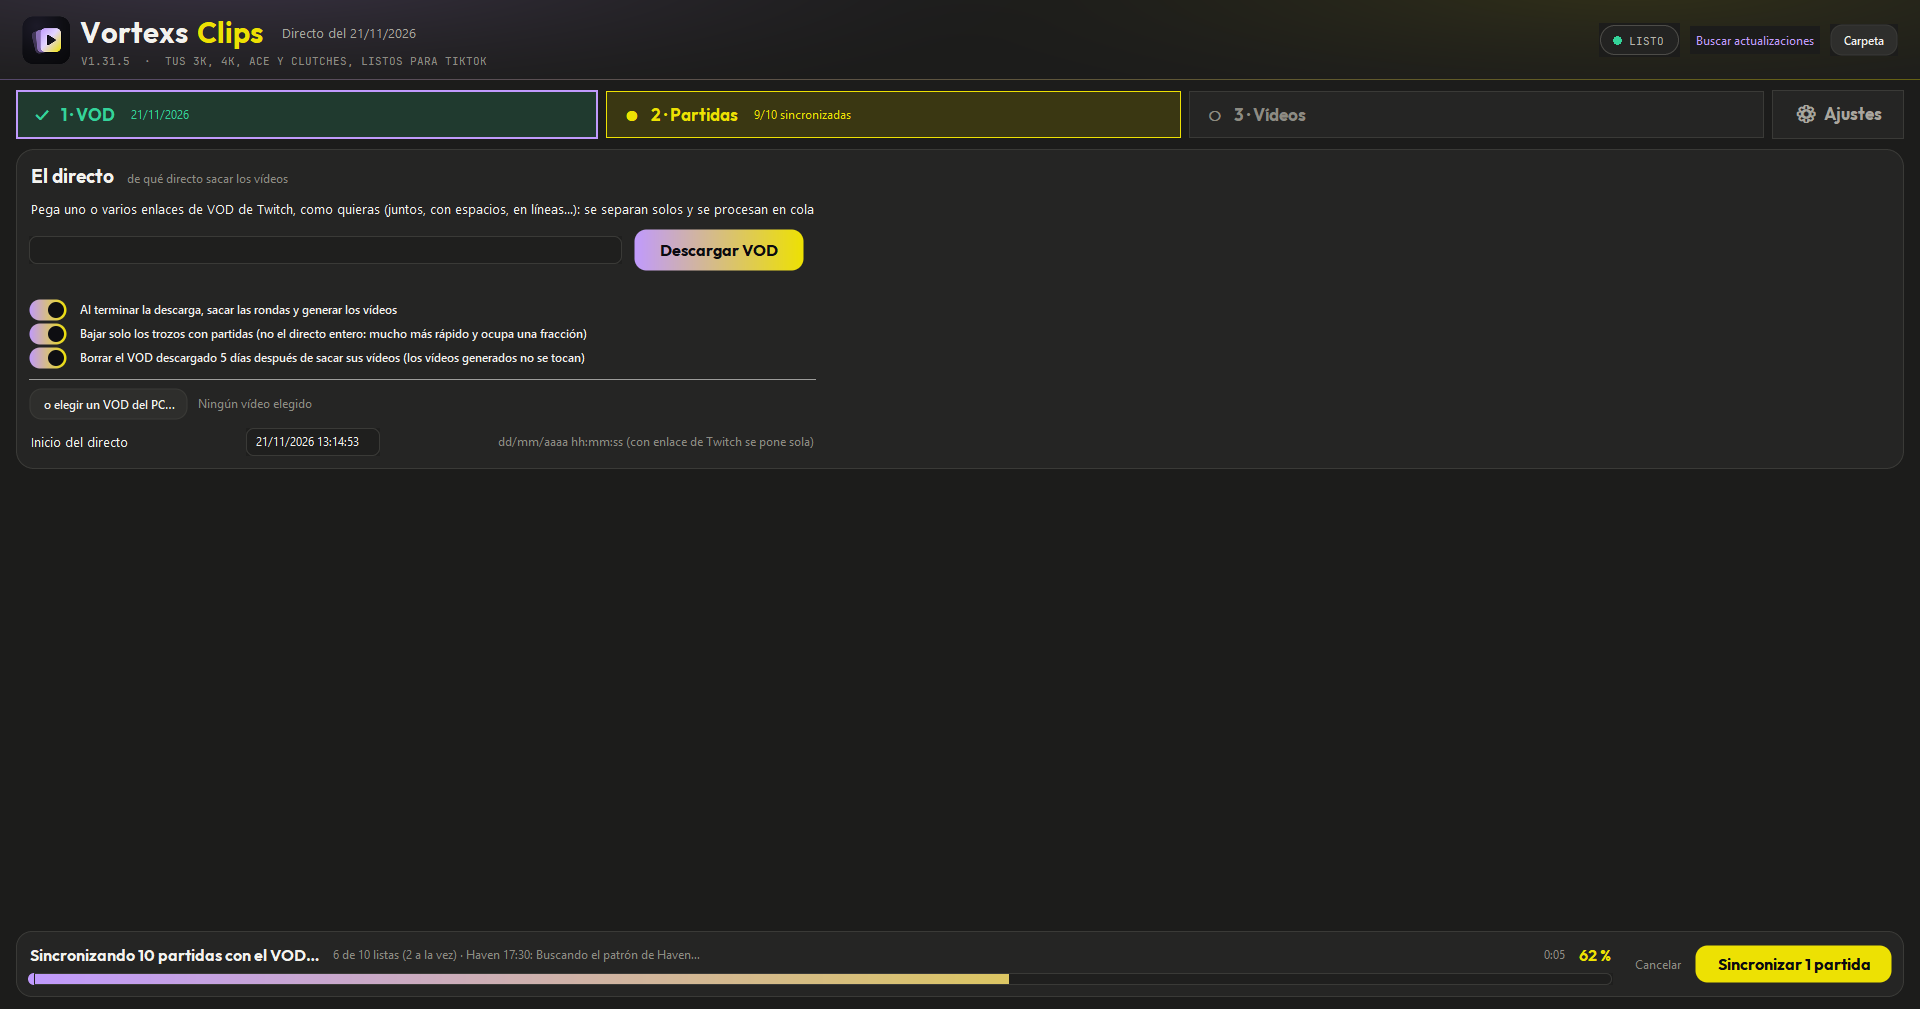 Vortexs Clips Directo del 21/11/2026
V1.31.5 · TUS 3K, 4K, ACE Y CLUTCHES, LISTOS PARA TIKTOK
LISTO
Buscar actualizaciones
Carpeta
1·VOD 21/11/2026
2·Partidas 9/10 sincronizadas
3·Vídeos
Ajustes
El directo de qué directo sacar los vídeos
Pega uno o varios enlaces de VOD de Twitch, como quieras (juntos, con espacios, en líneas...): se separan solos y se procesan en cola
Descargar VOD
Al terminar la descarga, sacar las rondas y generar los vídeos
Bajar solo los trozos con partidas (no el directo entero: mucho más rápido y ocupa una fracción)
Borrar el VOD descargado 5 días después de sacar sus vídeos (los vídeos generados no se tocan)
o elegir un VOD del PC... Ningún vídeo elegido
Inicio del directo 21/11/2026 13:14:53 dd/mm/aaaa hh:mm:ss (con enlace de Twitch se pone sola)
Sincronizando 10 partidas con el VOD... 6 de 10 listas (2 a la vez) · Haven 17:30: Buscando el patrón de Haven... 0:05 62 %
Cancelar
Sincronizar 1 partida